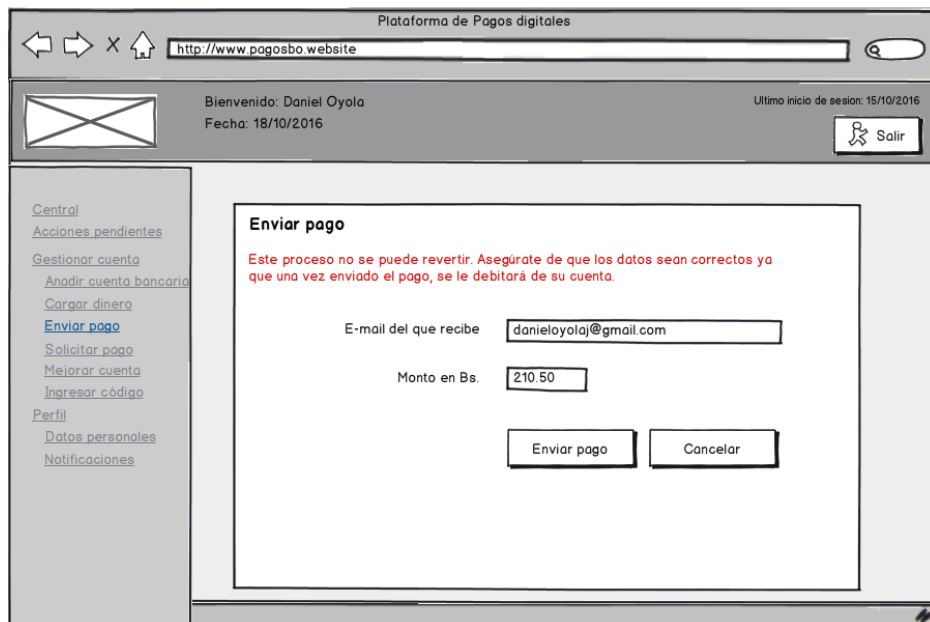 Plataforma de Pagos digitales
http://www.pagosbo.website
Bienvenido: Daniel Oyola
Ultimo inicio de sesion: 15/10/2016
Fecha: 18/10/2016
Salir
Central
Acciones pendientes
Gestionar cuenta
Anadir cuenta bancaria
Cargar dinero
Enviar pago
Solicitar pago
Mejorar cuenta
Ingresar código
Perfil
Datos personales
Notificaciones
Enviar pago
Este proceso no se puede revertir. Asegúrate de que los datos sean correctos ya
que una vez enviado el pago, se le debitará de su cuenta.
E-mail del que recibe
danieloyolaj@gmail.com
Monto en Bs.
210.50
Enviar pago
Cancelar